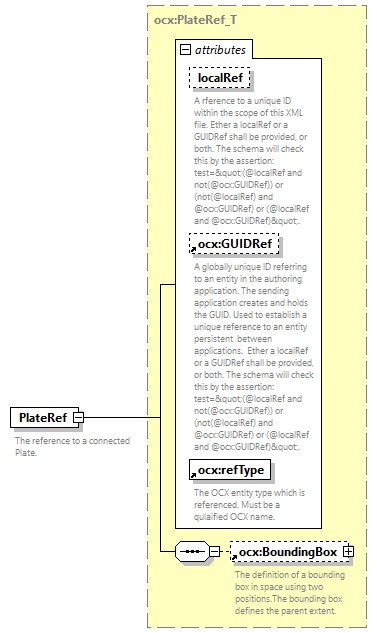 ocx:PlateRef_T
attributes
localRef
A rference to a unique ID
within the scope of this XML
file. Ether a localRef or a
GUIDRef shall be provided, or
both. The schema will check
this by the assertion:
test=&quot;(@localRef and
not(@ocx:GUIDRef)) or
(not(@localRef) and
@ocx:GUIDRef) or (@localRef
and @ocx:GUIDRef)&quot;.
ocx:GUIDRef
A globally unique ID referring
to an entity in the authoring
application. The sending
application creates and holds
the GUID. Used to establish a
unique reference to an entity
persistent between
applications, Ether a localRef
or a GUIDRef shall be provided,
or both. The schema will check
this by the assertion:
test=&quot;(@localRef and
not(@ocx:GUIDRef)) or
(not(@localRef) and
@ocx:GUIDRef) or (@localRef
and @ocx:GUIDRef)&quot;.
PlateRef
The reference to a connected
Plate.
ocx:refType
The OCX entity type which is
referenced. Must be a
qulaified OCX name.
ocx:BoundingBox
The definition of a bounding
box in space using two
positions.The bounding box
defines the parent extent.